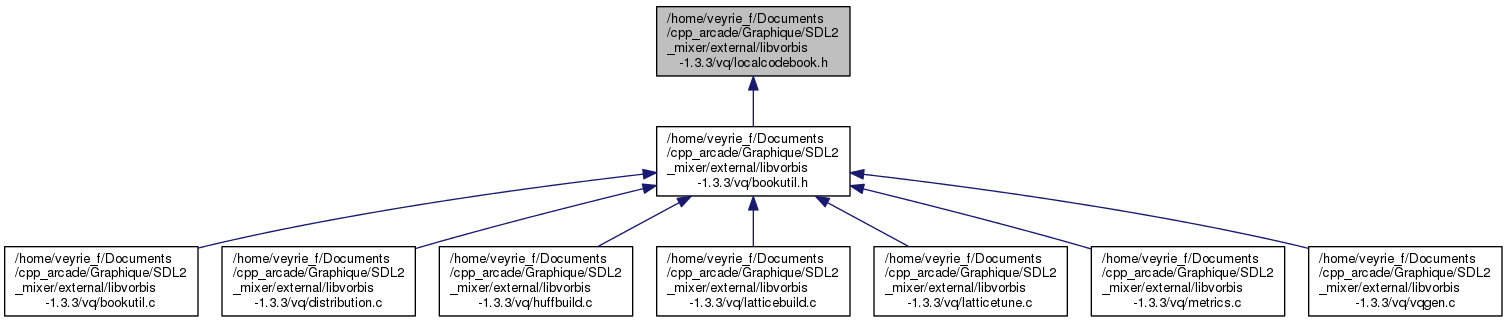 /home/veyrie_f/Documents
/cpp_arcade/Graphique/SDL2
_mixer/external/libvorbis
-1.3.3/vq/localcodebook.h
/home/veyrie_f/Documents
/cpp_arcade/Graphique/SDL2
_mixer/external/libvorbis
-1.3.3/vq/bookutil.h
/home/veyrie_f/Documents
/cpp_arcade/Graphique/SDL2
_mixer/external/libvorbis
-1.3.3/vq/bookutil.c
/home/veyrie_f/Documents
/cpp_arcade/Graphique/SDL2
_mixer/external/libvorbis
-1.3.3/vq/distribution.c
/home/veyrie_f/Documents
/cpp_arcade/Graphique/SDL2
_mixer/external/libvorbis
-1.3.3/vq/huffbuild.c
/home/veyrie_f/Documents
/cpp_arcade/Graphique/SDL2
_mixer/external/libvorbis
-1.3.3/vq/latticebuild.c
/home/veyrie_f/Documents
/cpp_arcade/Graphique/SDL2
_mixer/external/libvorbis
-1.3.3/vq/latticetune.c
/home/veyrie_f/Documents
/cpp_arcade/Graphique/SDL2
_mixer/external/libvorbis
-1.3.3/vq/metrics.c
/home/veyrie_f/Documents
/cpp_arcade/Graphique/SDL2
_mixer/external/libvorbis
-1.3.3/vq/vqgen.c